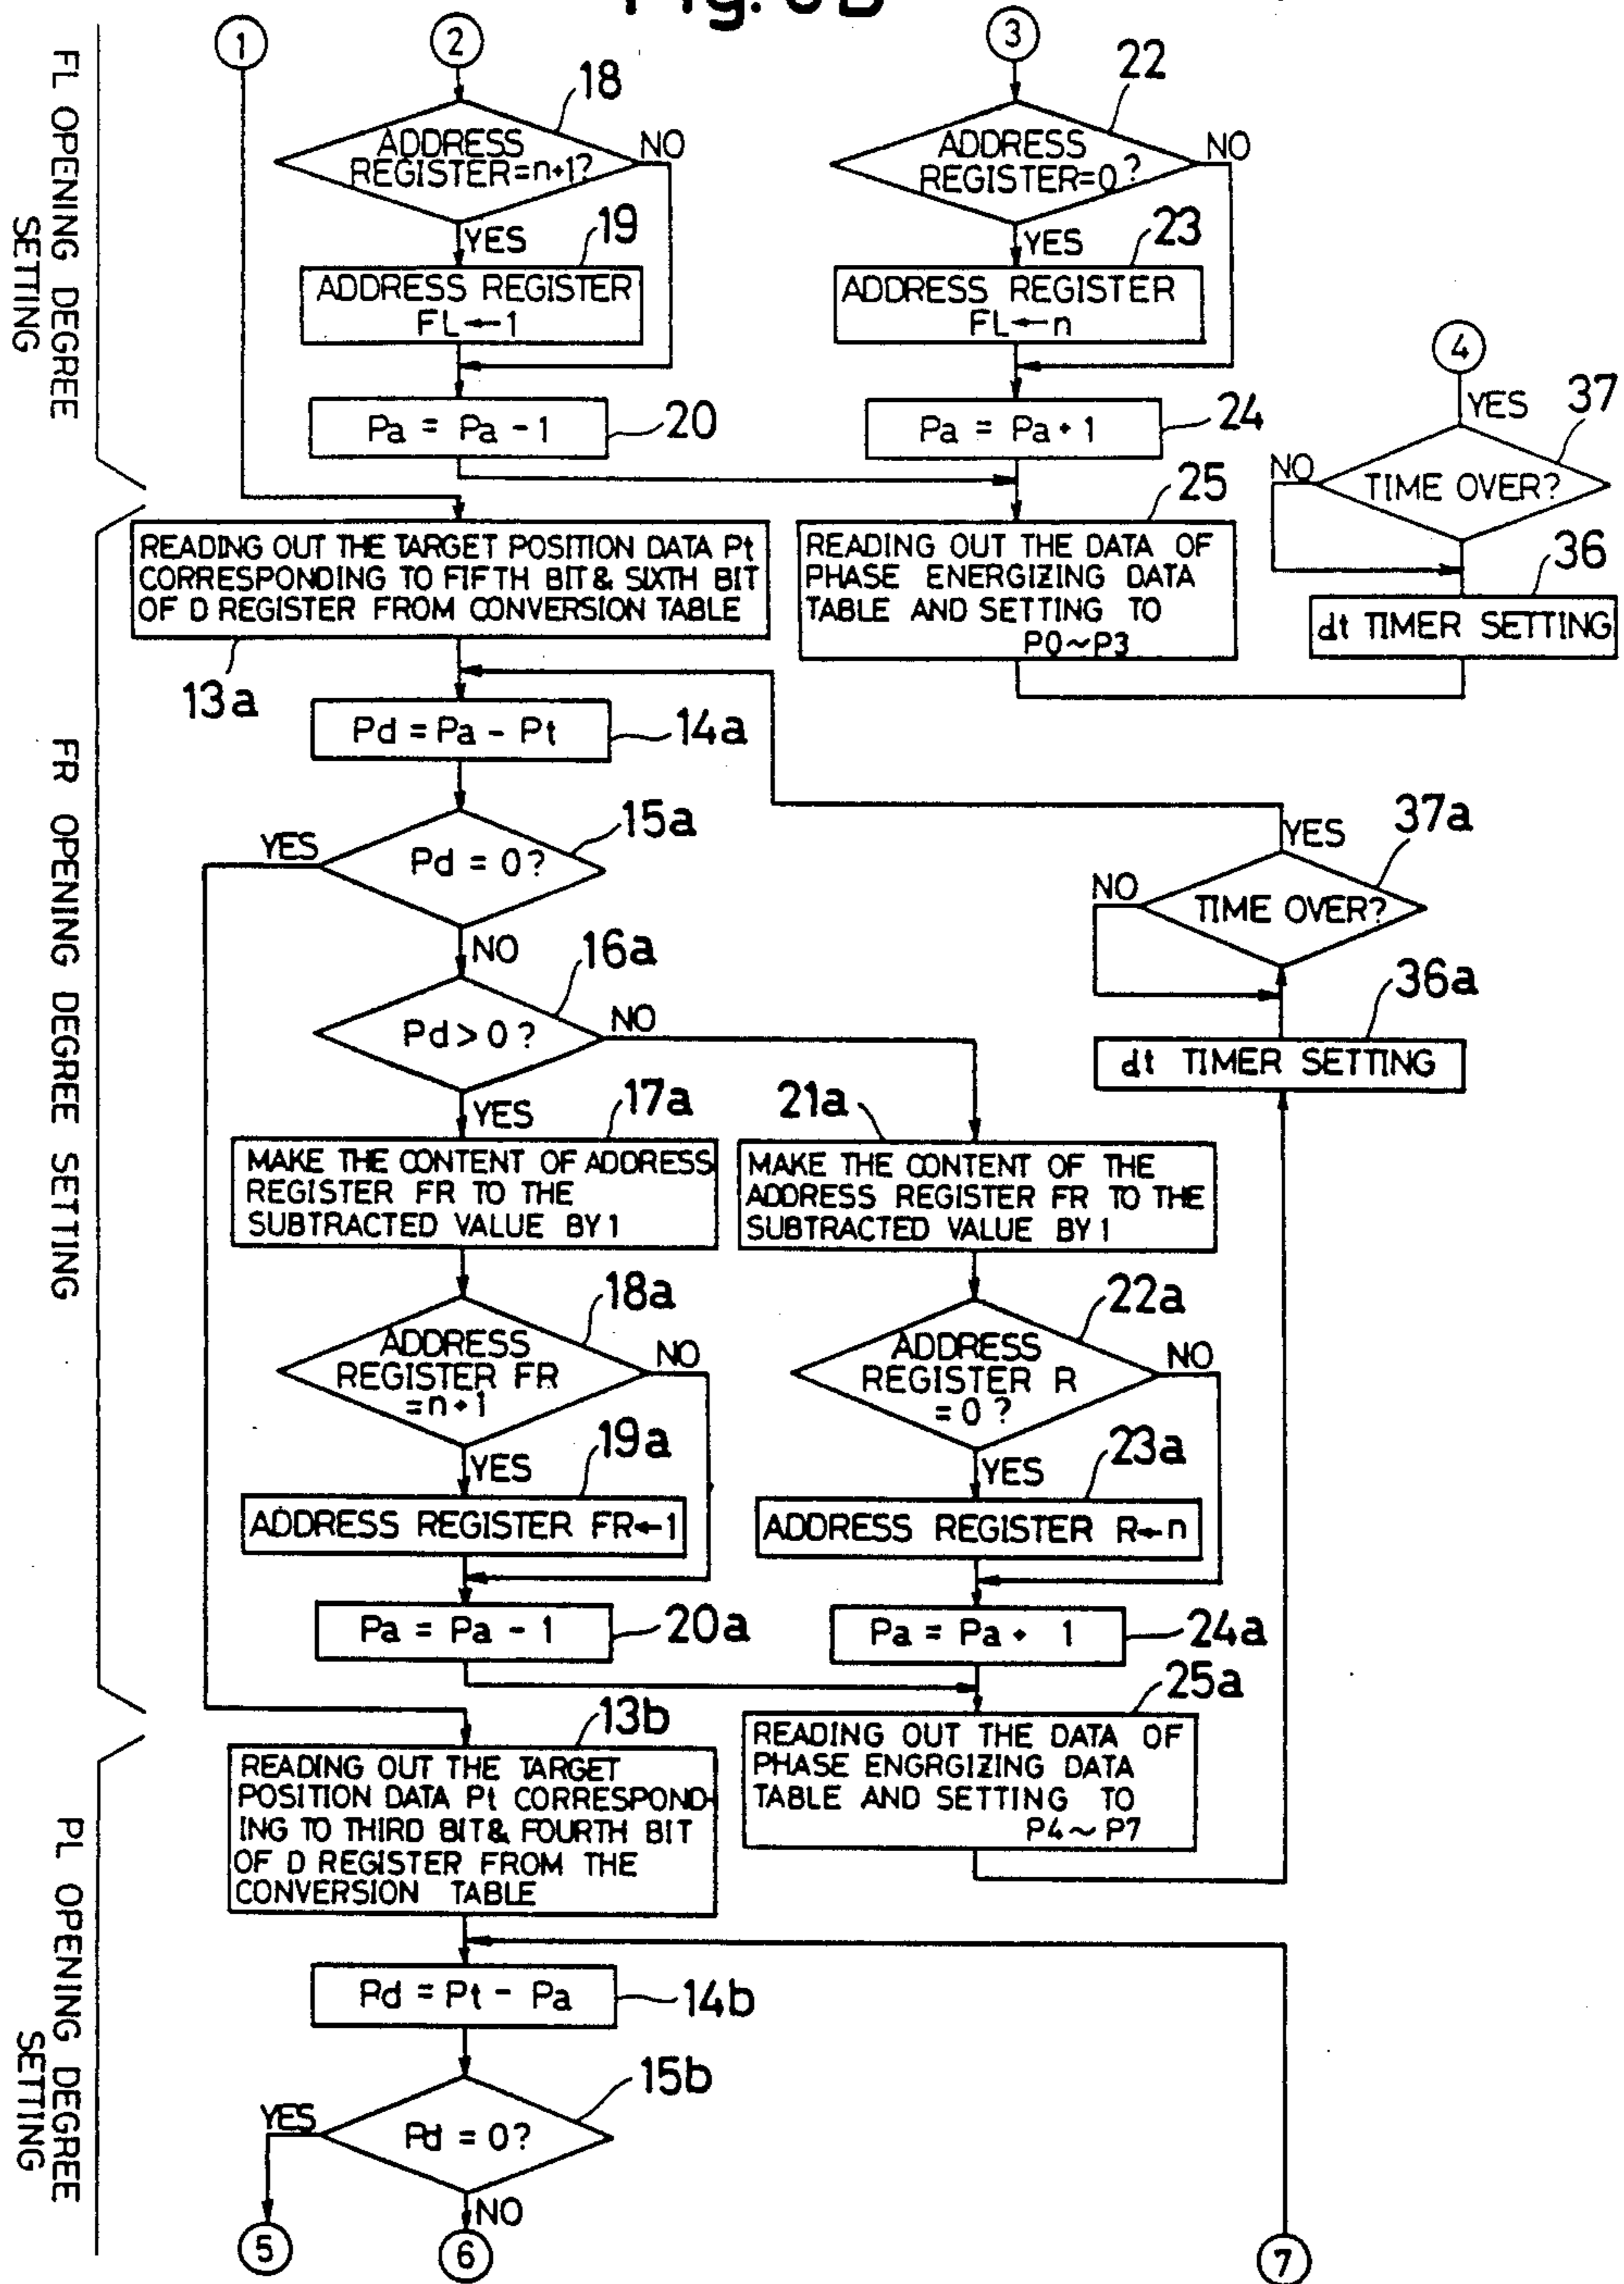 1
2
3
18
22
ADDRESS
REGISTER=n+1?
NO
ADDRESS
REGISTER=0?
NO
YES
19
YES
23
ADDRESS REGISTER
FL←1
ADDRESS REGISTER
FL←n
4
Pa = Pa - 1
20
Pa = Pa + 1
24
YES
37
NO
TIME OVER?
FL OPENING DEGREE
SETTING
25
READING OUT THE TARGET POSITION DATA Pt
CORRESPONDING TO FIFTH BIT & SIXTH BIT
OF D REGISTER FROM CONVERSION TABLE
READING OUT THE DATA OF
PHASE ENERGIZING DATA
TABLE AND SETTING TO
P0~P3
36
dt TIMER SETTING
13a
Pd = Pa - Pt
14a
YES
Pd = 0?
15a
YES
37a
NO
TIME OVER?
NO
16a
Pd > 0?
NO
36a
dt TIMER SETTING
YES
17a
21a
MAKE THE CONTENT OF ADDRESS
REGISTER FR TO THE
SUBTRACTED VALUE BY 1
MAKE THE CONTENT OF THE
ADDRESS REGISTER FR TO THE
SUBTRACTED VALUE BY 1
FR OPENING DEGREE SETTING
18a
22a
ADDRESS
REGISTER FR
=n+1
NO
ADDRESS
REGISTER R
=0?
NO
YES
19a
YES
23a
ADDRESS REGISTER FR←1
ADDRESS REGISTER R←n
Pa = Pa - 1
20a
Pa = Pa + 1
24a
13b
25a
READING OUT THE TARGET
POSITION DATA Pt CORRESPOND-
ING TO THIRD BIT & FOURTH BIT
OF D REGISTER FROM THE
CONVERSION TABLE
READING OUT THE DATA OF
PHASE ENGRGIZING DATA
TABLE AND SETTING TO
P4~P7
Pd = Pt - Pa
14b
15b
YES
Pd = 0?
NO
PL OPENING DEGREE
SETTING
5
6
7